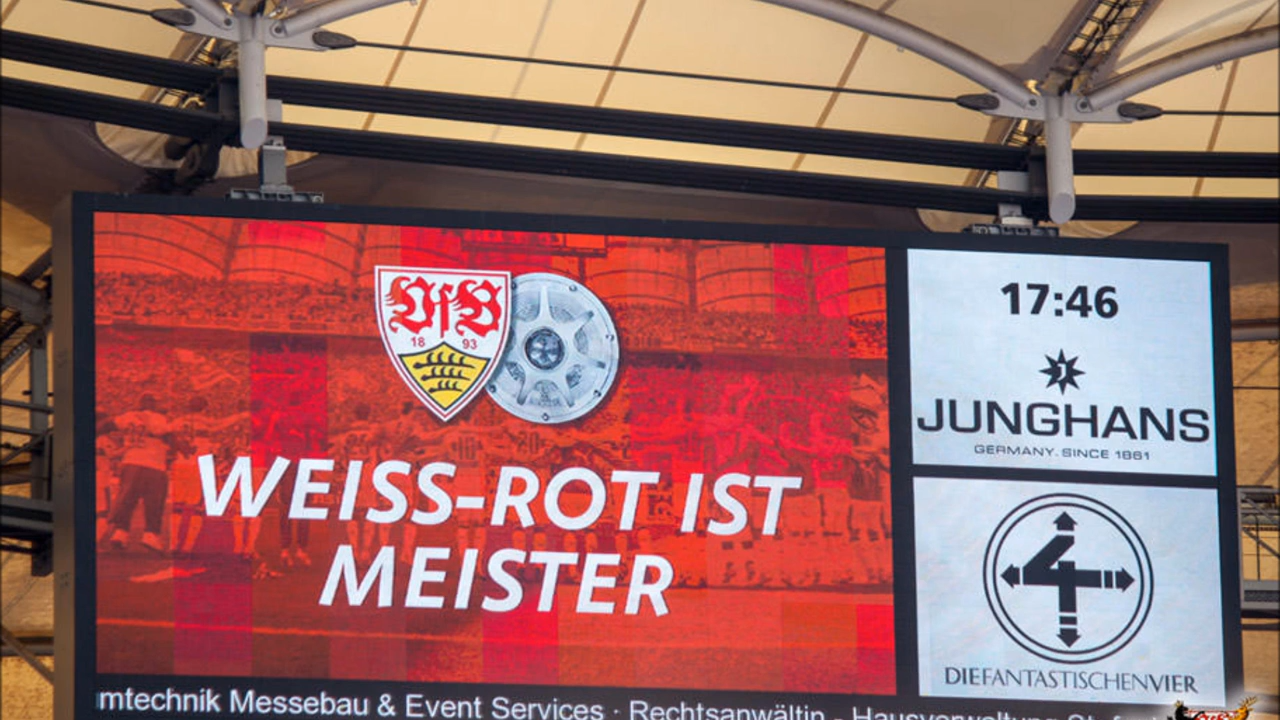 VfB
18 93
WEISS-ROT IST
MEISTER
17:46
J
JUNGHANS
GERMANY. SINCE 1861
4
DIEFANTASTISCHENVIER
mtechnik Messebau & Event Services · Rechtsanwältin - Hausverwaltung